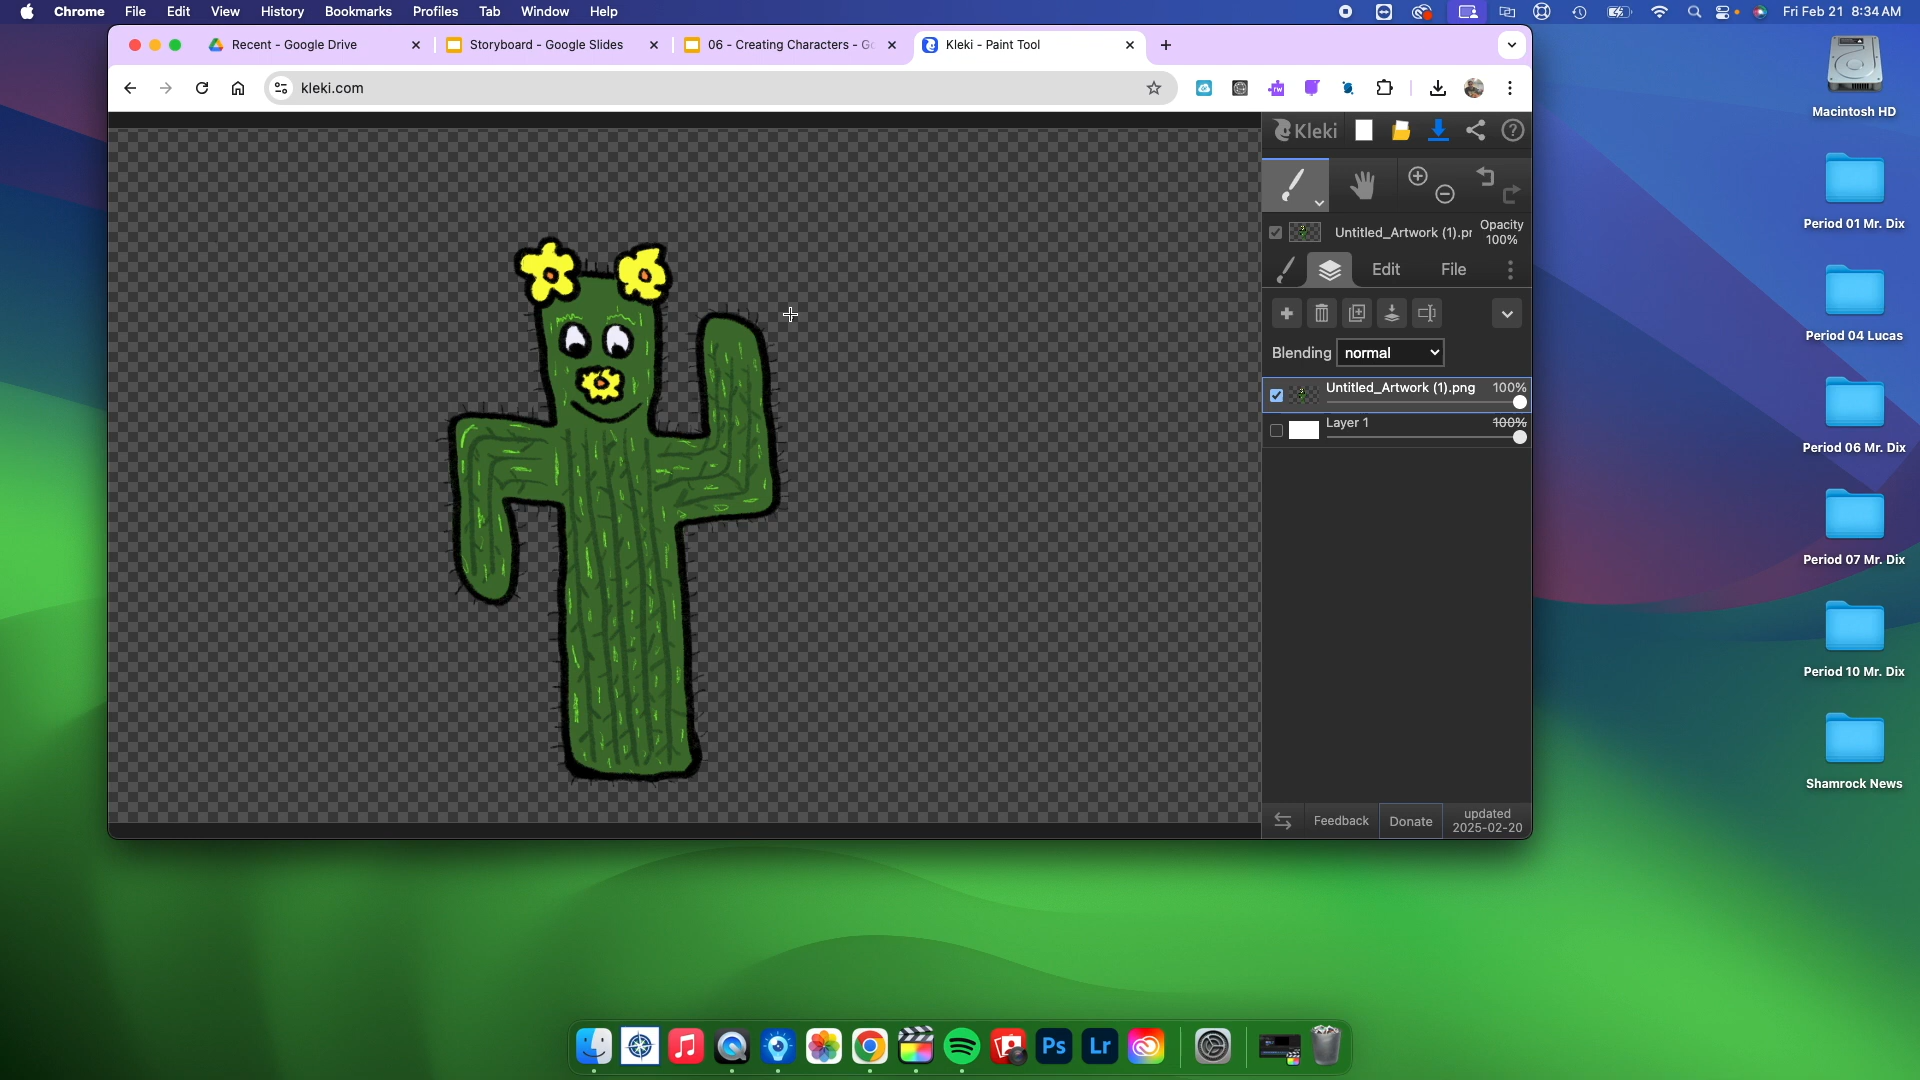 Chrome File Edit View History Bookmarks Profiles Tab Window Help Fri Feb 21 8:34 AM
Recent - Google Drive Storyboard - Google Slides 06 - Creating Characters - Go Kleki - Paint Tool
kleki.com
Kleki
Untitled_Artwork (1).pr Opacity
100%
Edit File
Blending normal
Untitled_Artwork (1).png 100%
Layer 1 100%
Feedback Donate updated
2025-02-20
Macintosh HD
Period 01 Mr. Dix
Period 04 Lucas
Period 06 Mr. Dix
Period 07 Mr. Dix
Period 10 Mr. Dix
Shamrock News
Ps Lr